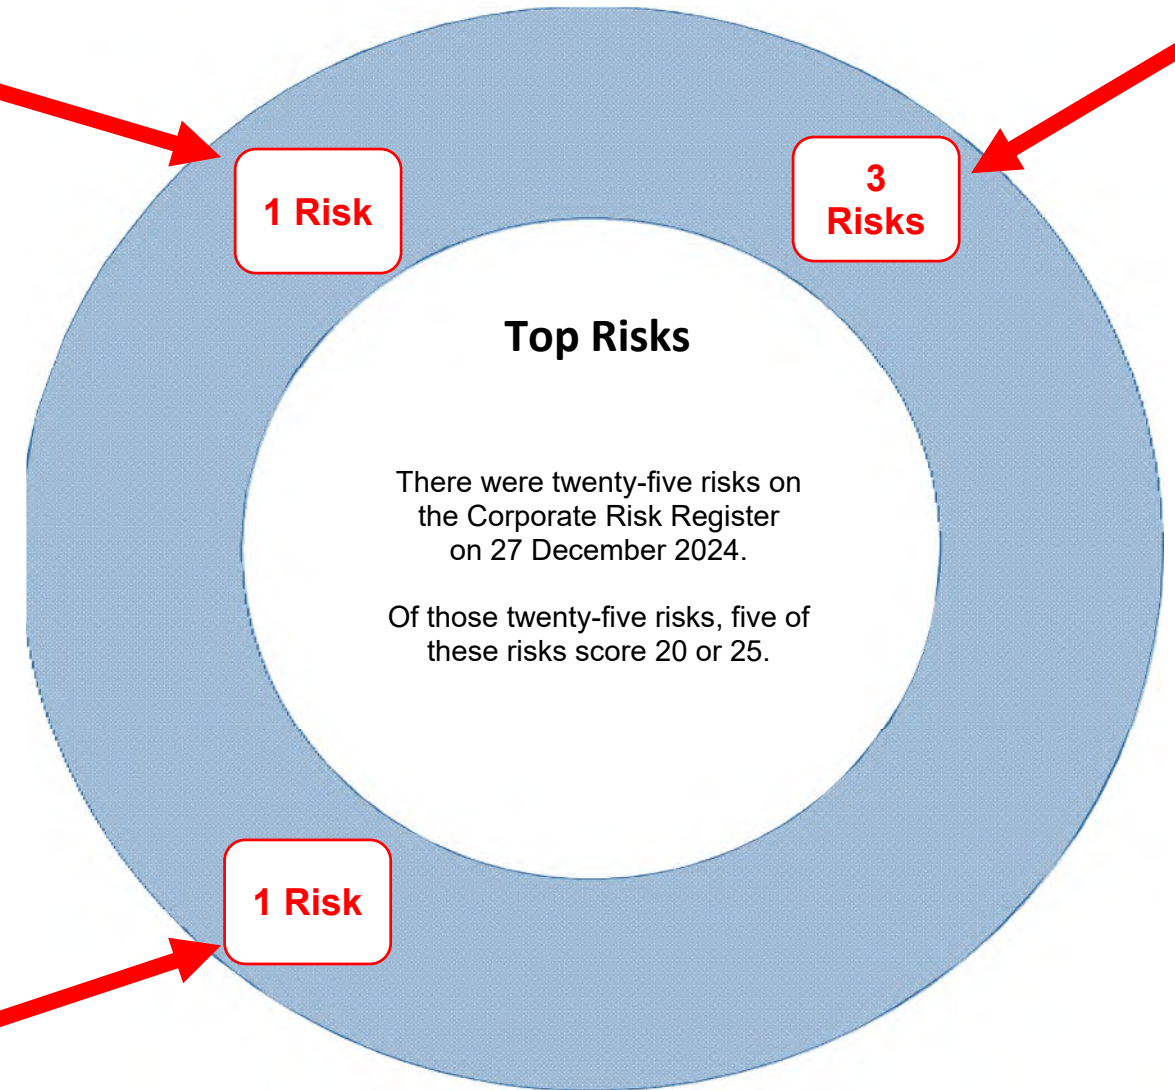 1 Risk
3
Risks
Top Risks
There were twenty-five risks on
the Corporate Risk Register
on 27 December 2024.
Of those twenty-five risks, five of
these risks score 20 or 25.
1 Risk